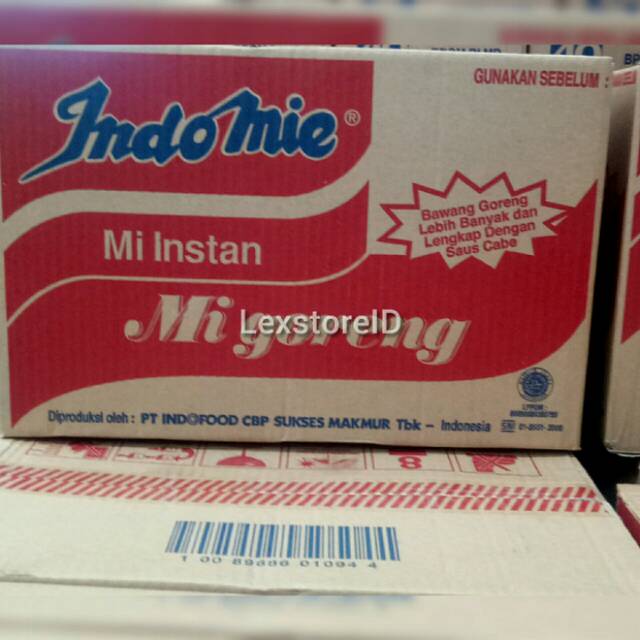 GUNAKAN SEBELUM :
Indomie®
Bawang Goreng
Lebih Banyak dan
Lengkap Dengan
Saus Cabe
Mi Instan
Mi goreng
LexstoreID
Diproduksi oleh : PT INDOFOOD CBP SUKSES MAKMUR Tbk – Indonesia
1 00 89686 01094 4